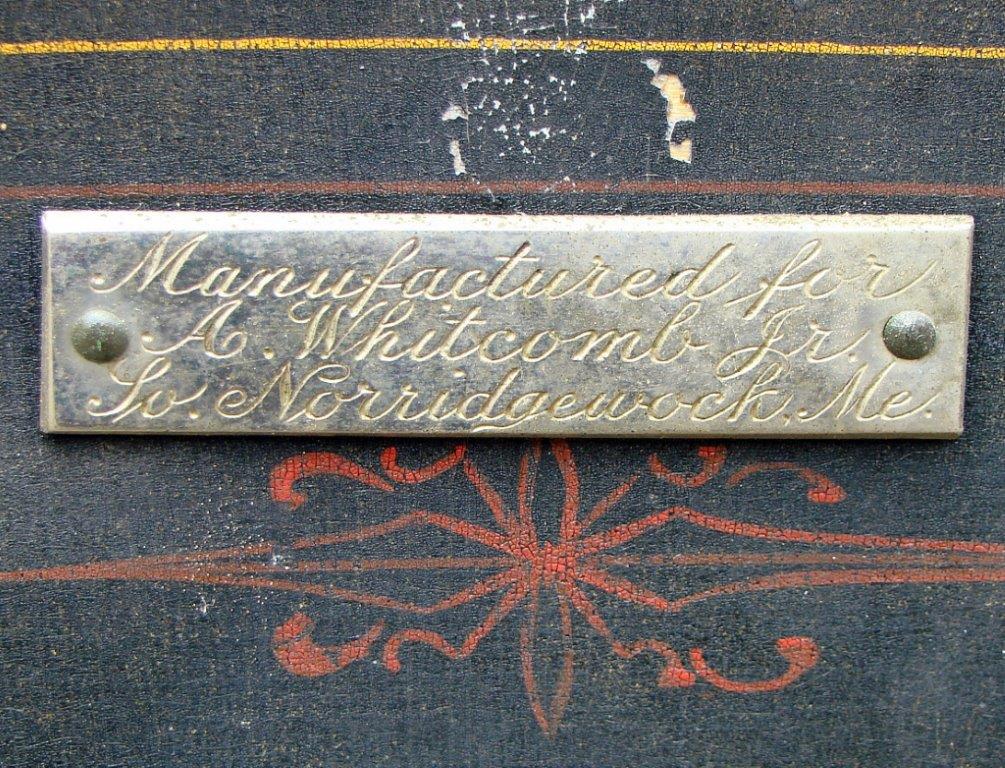 Manufactured for
A. Whitcomb Jr.
So. Norridgewock, Me.